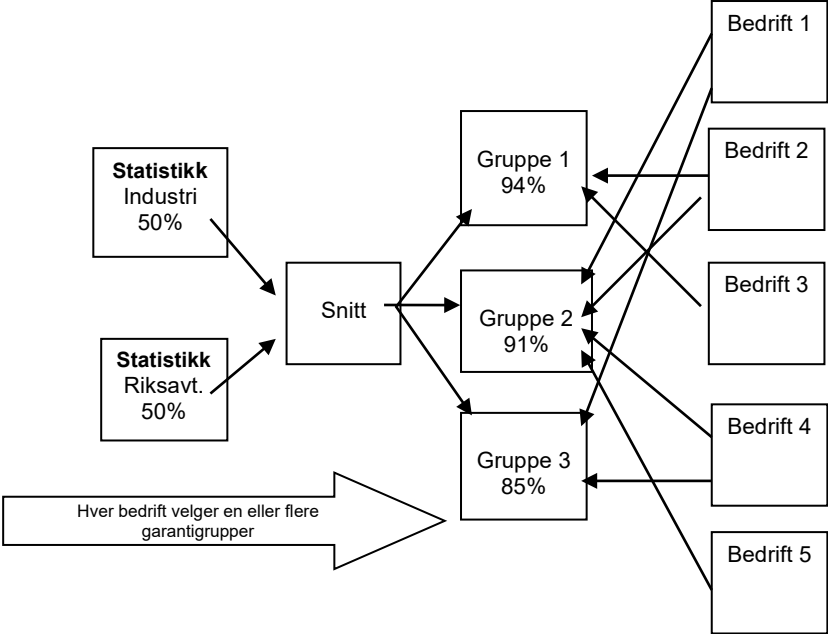 Statistikk
Industri
50%
Statistikk
Riksavt.
50%
Snitt
Gruppe 1
94%
Gruppe 2
91%
Gruppe 3
85%
Bedrift 1
Bedrift 2
Bedrift 3
Bedrift 4
Bedrift 5
Hver bedrift velger en eller flere
garantigrupper